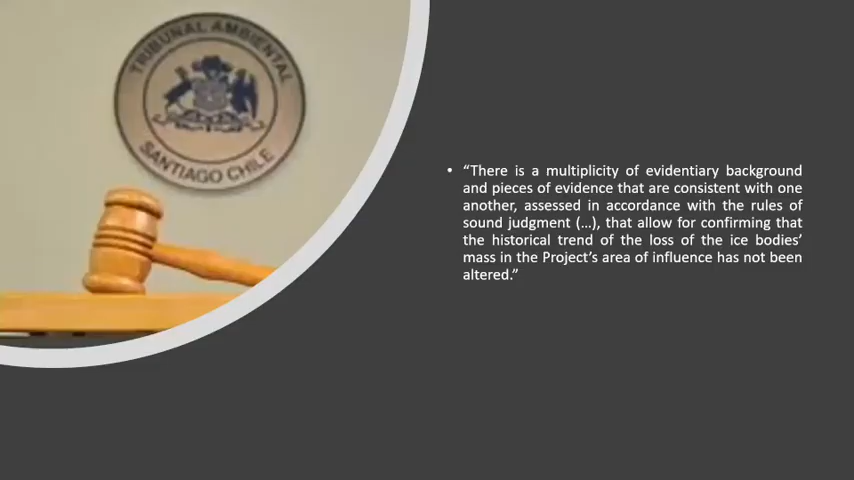 TRIBUNAL AMBIENTAL
SANTIAGO CHILE
• “There is a multiplicity of evidentiary background
and pieces of evidence that are consistent with one
another, assessed in accordance with the rules of
sound judgment (...), that allow for confirming that
the historical trend of the loss of the ice bodies’
mass in the Project’s area of influence has not been
altered.”